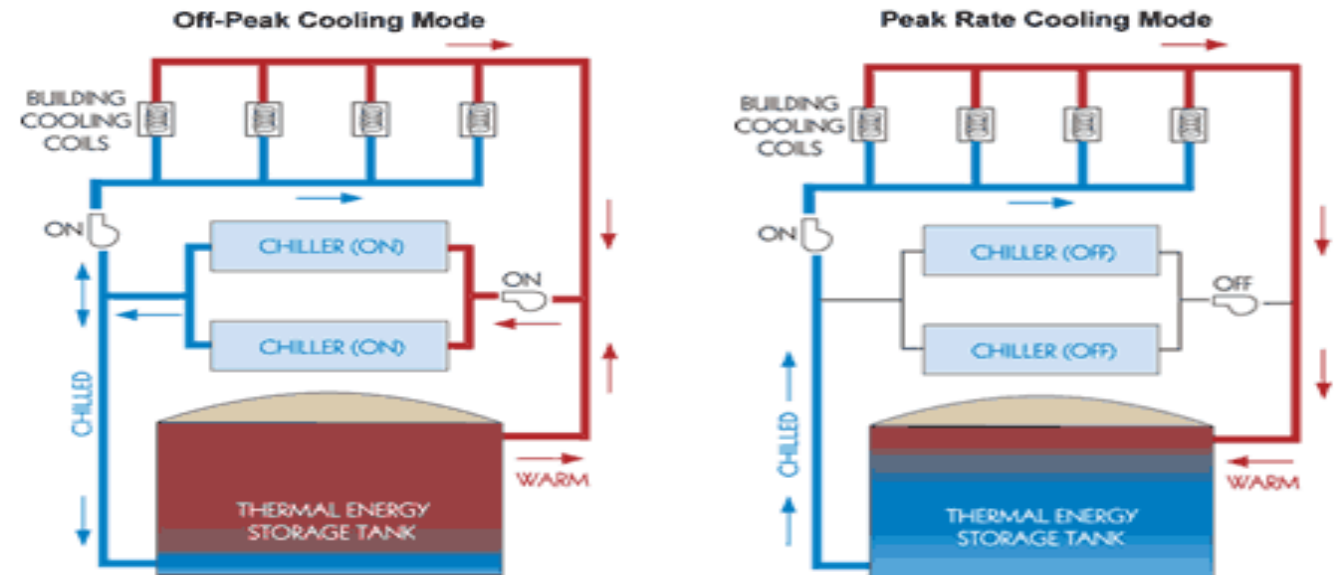 Off-Peak Cooling Mode
BUILDING
COOLING
COILS
ON
CHILLER (ON)
ON
CHILLER (ON)
CHILLED
WARM
THERMAL ENERGY
STORAGE TANK
Peak Rate Cooling Mode
BUILDING
COOLING
COILS
ON
CHILLER (OFF)
OFF
CHILLER (OFF)
CHILLED
WARM
THERMAL ENERGY
STORAGE TANK